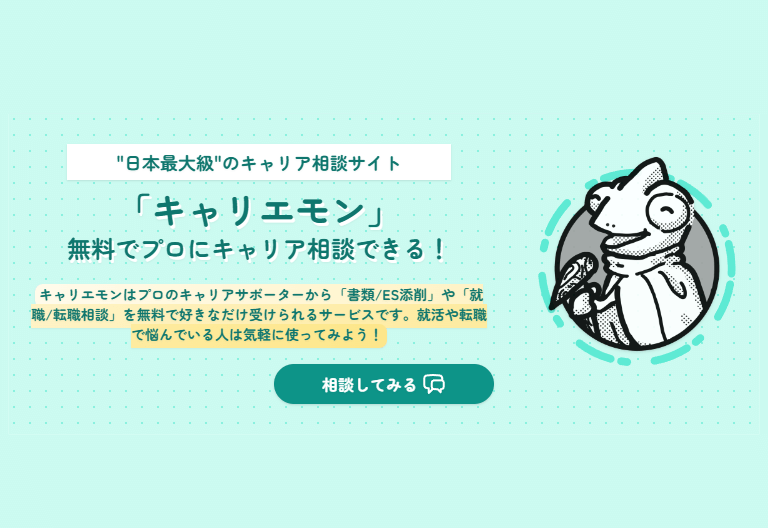 "日本最大級"のキャリア相談サイト
「キャリエモン」
無料でプロにキャリア相談できる！
キャリエモンはプロのキャリアサポーターから「書類/ES添削」や「就
職/転職相談」を無料で好きなだけ受けられるサービスです。就活や転職
で悩んでいる人は気軽に使ってみよう！
相談してみる